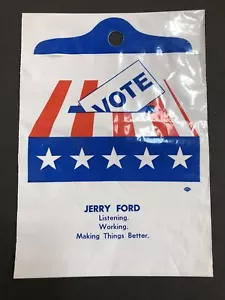 VOTE
JERRY FORD
Listening.
Working.
Making Things Better.